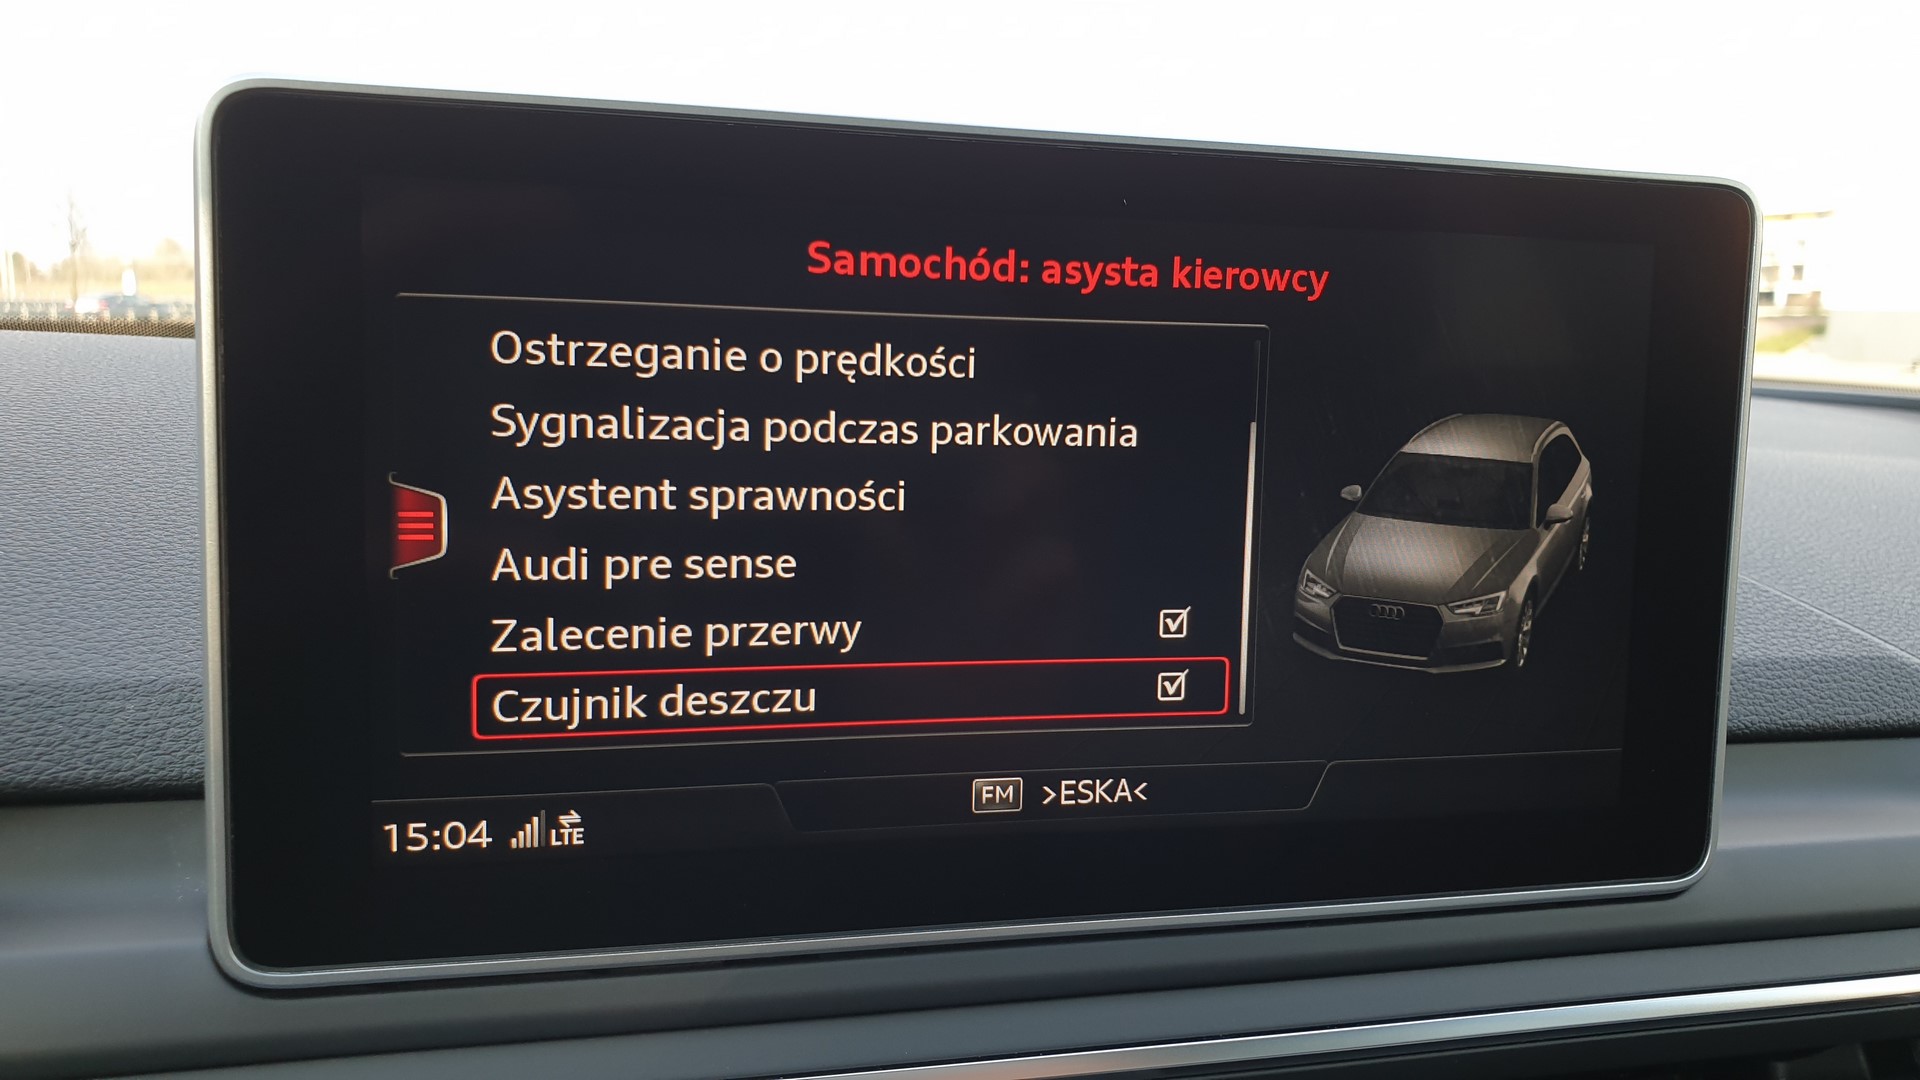 Samochód: asysta kierowcy
Ostrzeganie o prędkości
Sygnalizacja podczas parkowania
Asystent sprawności
Audi pre sense
Zalecenie przerwy
Czujnik deszczu
FM >ESKA<
15:04 LTE